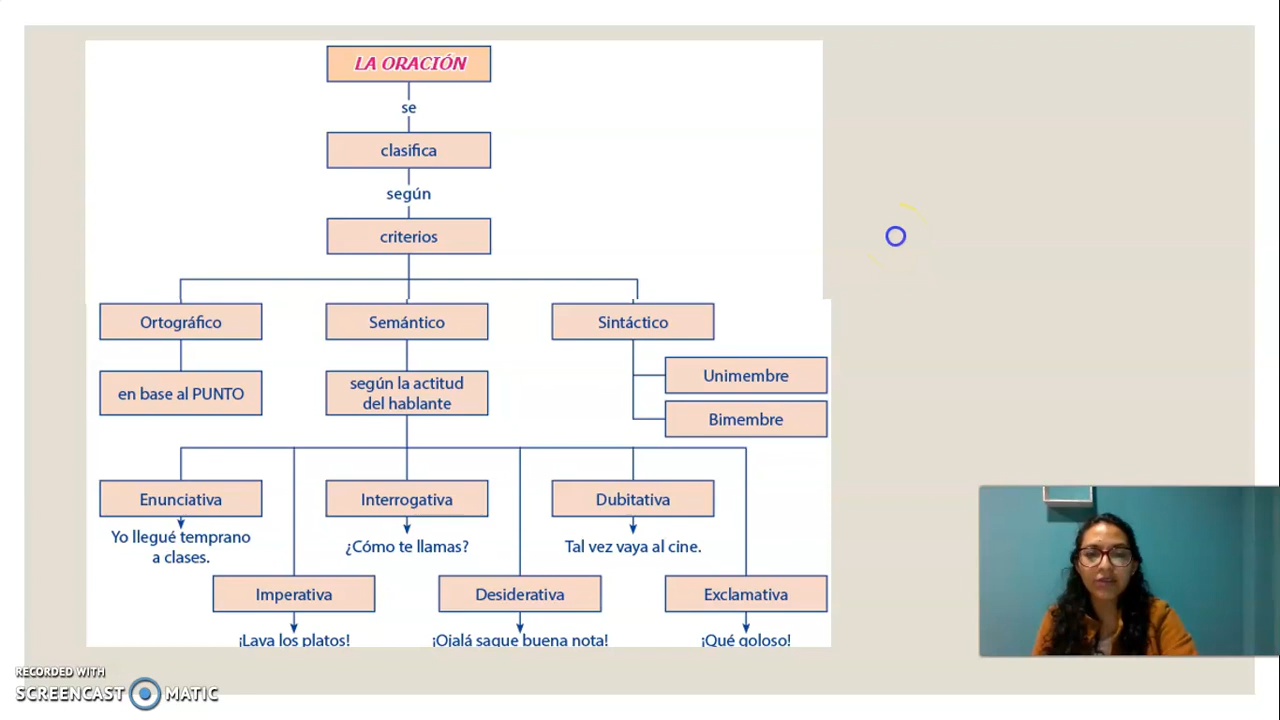 LA ORACIÓN
se
clasifica
según
criterios
Ortográfico
Semántico
Sintáctico
en base al PUNTO
según la actitud
del hablante
Unimembre
Bimembre
Enunciativa
Interrogativa
Dubitativa
Yo llegué temprano
a clases.
¿Cómo te llamas?
Tal vez vaya al cine.
Imperativa
Desiderativa
Exclamativa
¡Lava los platos!
¡Ojalá saque buena nota!
¡Qué goloso!
RECORDED WITH
SCREENCAST MATIC